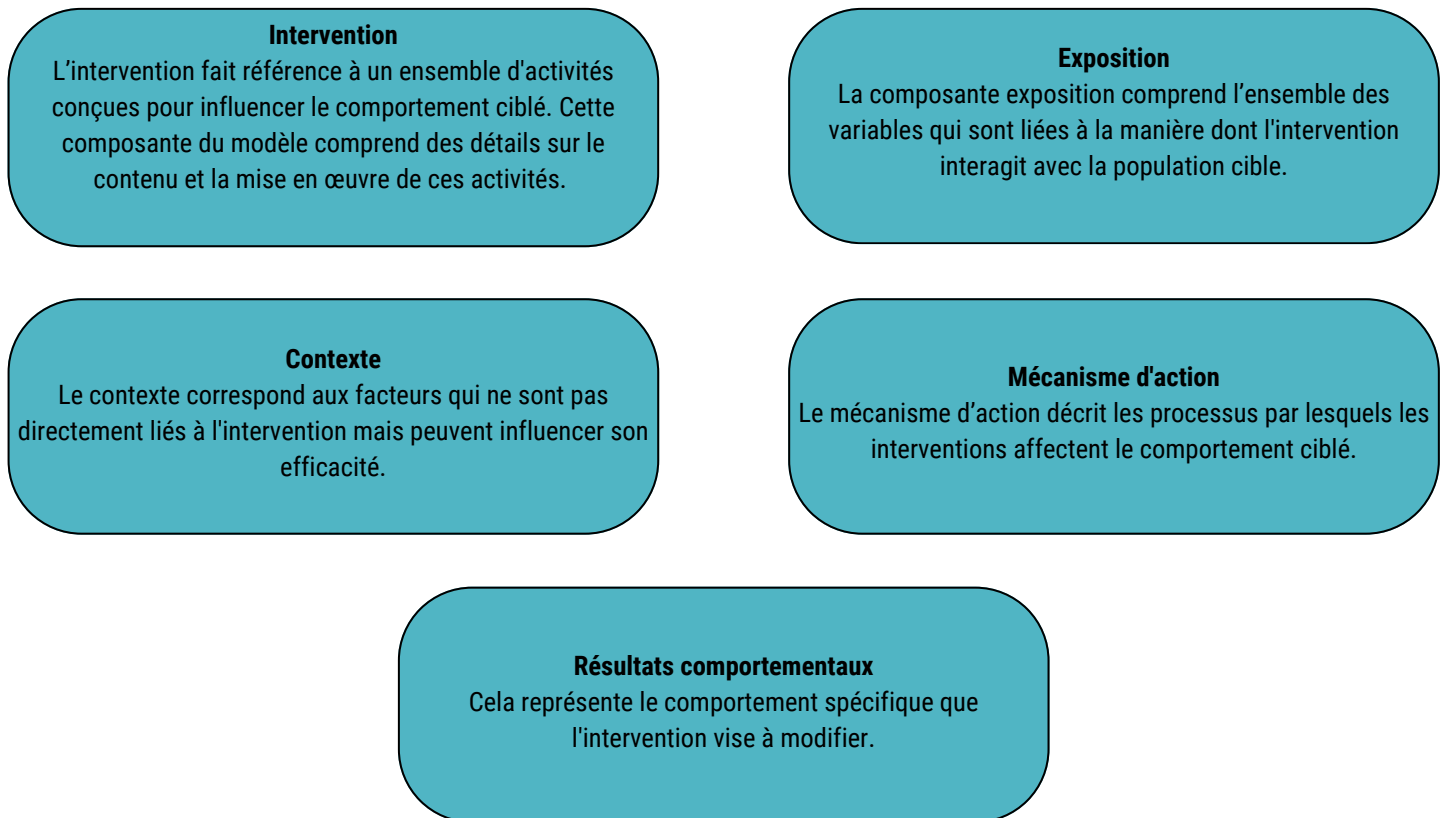 Intervention
L’intervention fait référence à un ensemble d'activités
conçues pour influencer le comportement ciblé. Cette
composante du modèle comprend des détails sur le
contenu et la mise en œuvre de ces activités.
Exposition
La composante exposition comprend l’ensemble des
variables qui sont liées à la manière dont l'intervention
interagit avec la population cible.
Contexte
Le contexte correspond aux facteurs qui ne sont pas
directement liés à l'intervention mais peuvent influencer son
efficacité.
Mécanisme d'action
Le mécanisme d’action décrit les processus par lesquels les
interventions affectent le comportement ciblé.
Résultats comportementaux
Cela représente le comportement spécifique que
l'intervention vise à modifier.